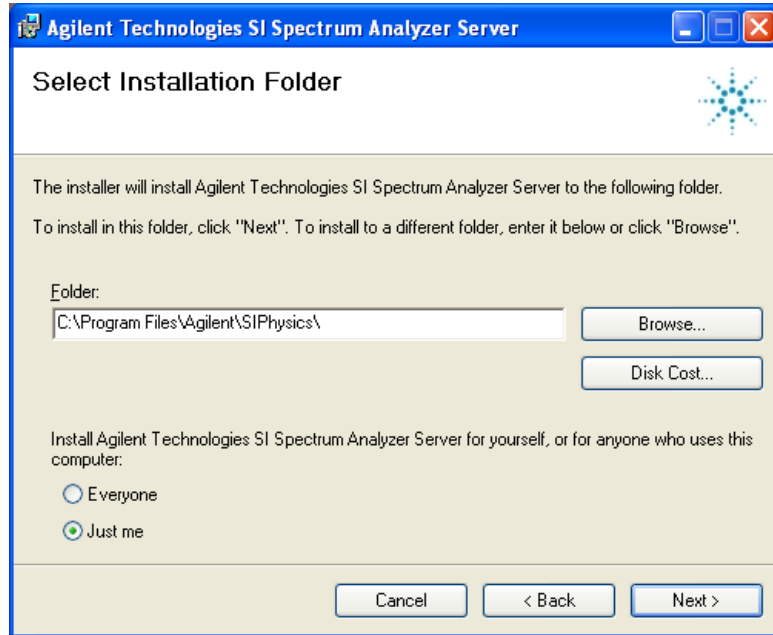 Agilent Technologies SI Spectrum Analyzer Server
Select Installation Folder
The installer will install Agilent Technologies SI Spectrum Analyzer Server to the following folder.
To install in this folder, click "Next". To install to a different folder, enter it below or click "Browse".
Folder:
C:\Program Files\Agilent\SIPhysics\
Browse...
Disk Cost...
Install Agilent Technologies SI Spectrum Analyzer Server for yourself, or for anyone who uses this
computer:
Everyone
Just me
Cancel
< Back
Next >